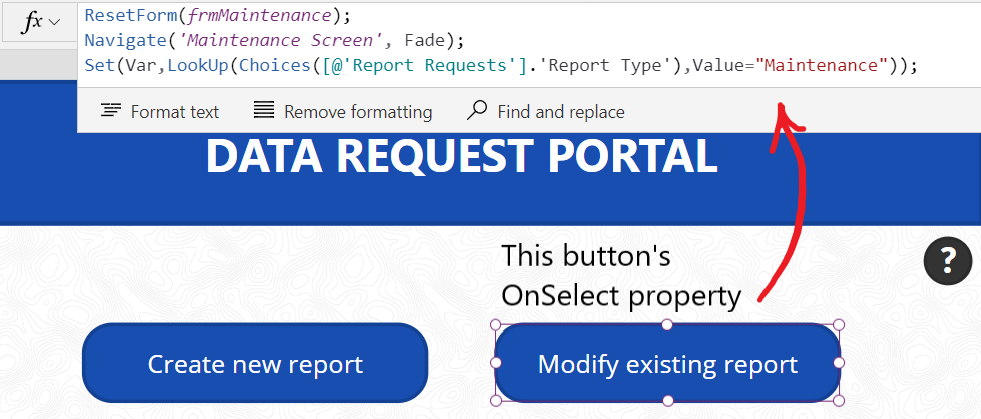 fx
ResetForm(frmMaintenance);
Navigate('Maintenance Screen', Fade);
Set(Var,LookUp(Choices([@'Report Requests'].'Report Type'),Value="Maintenance"));
Format text Remove formatting Find and replace
DATA REQUEST PORTAL
This button's
OnSelect property
?
Create new report Modify existing report